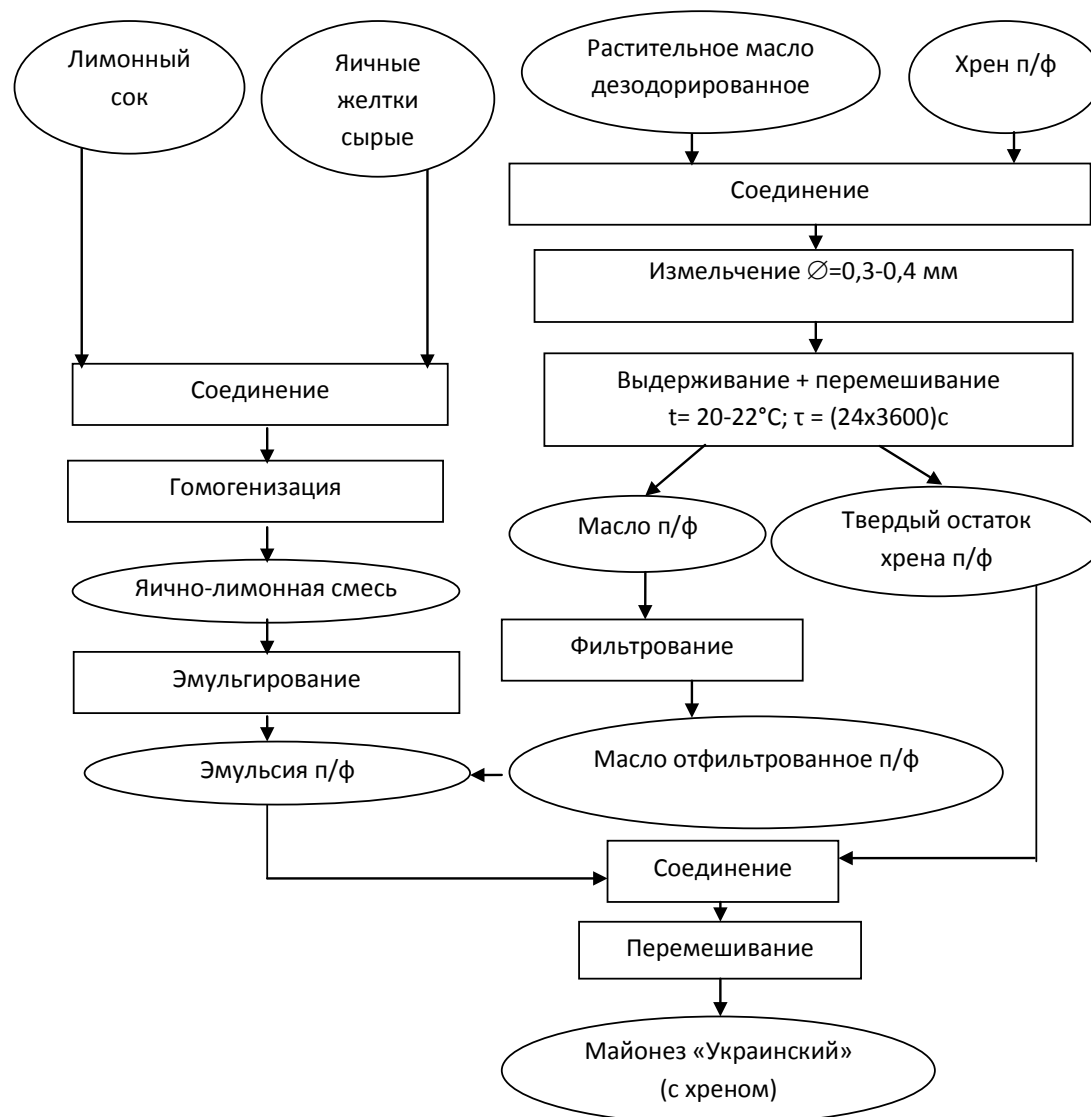 Лимонный
сок
Яичные
желтки
сырые
Растительное масло
дезодорированное
Хрен п/ф
Соединение
Измельчение ∅=0,3-0,4 мм
Выдерживание + перемешивание
t= 20-22°С; τ = (24х3600)с
Соединение
Гомогенизация
Масло п/ф
Твердый остаток
хрена п/ф
Яично-лимонная смесь
Фильтрование
Эмульгирование
Эмульсия п/ф
Масло отфильтрованное п/ф
Соединение
Перемешивание
Майонез «Украинский»
(с хреном)